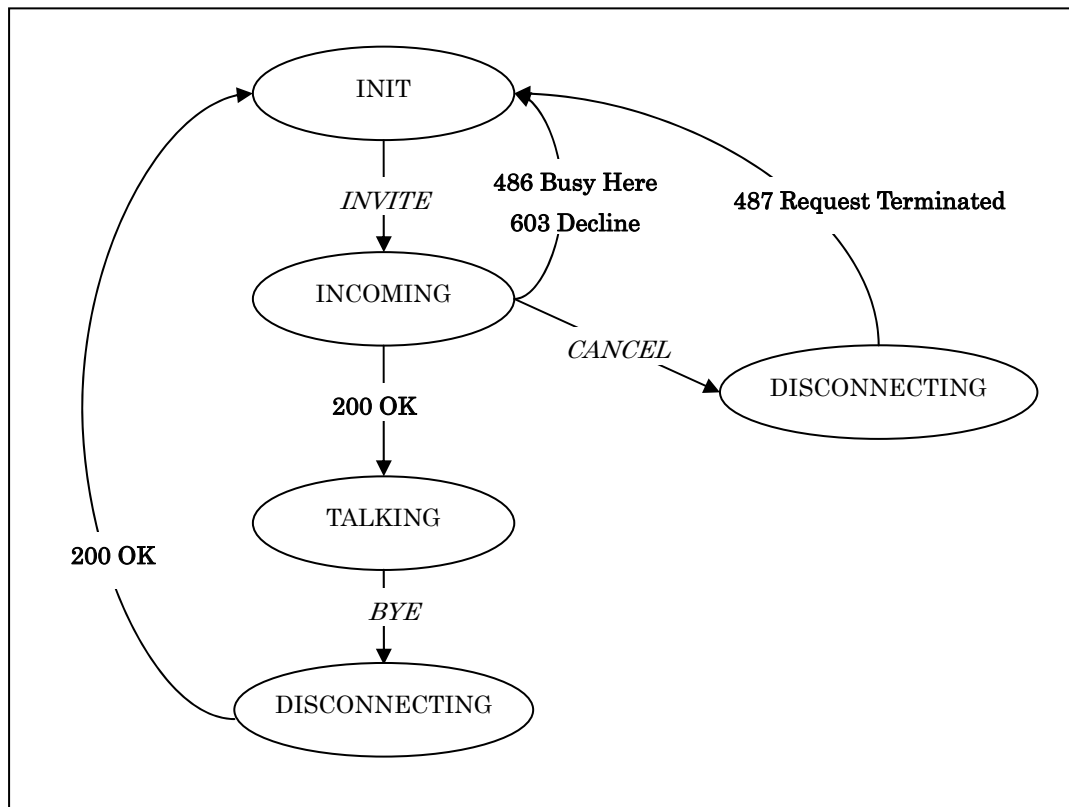 INIT
INVITE
486 Busy Here
603 Decline
487 Request Terminated
INCOMING
CANCEL
DISCONNECTING
200 OK
TALKING
200 OK
BYE
DISCONNECTING